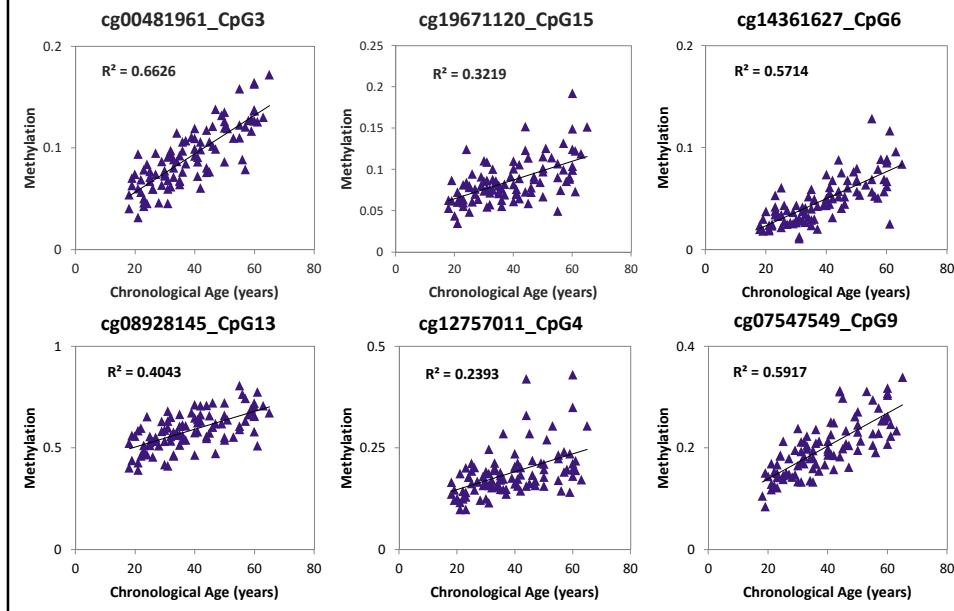 cg00481961_CpG3
0.2
R² = 0.6626
0.1
0
0 20 40 60 80
Methylation
Chronological Age (years)
cg19671120_CpG15
0.25
0.2
R² = 0.3219
0.15
0.1
0.05
0
0 20 40 60 80
Methylation
Chronological Age (years)
cg14361627_CpG6
0.2
R² = 0.5714
0.1
0
0 20 40 60 80
Methylation
Chronological Age (years)
cg08928145_CpG13
1
R² = 0.4043
0.5
0
0 20 40 60 80
Methylation
Chronological Age (years)
cg12757011_CpG4
0.5
R² = 0.2393
0.25
0
0 20 40 60 80
Methylation
Chronological Age (years)
cg07547549_CpG9
0.4
R² = 0.5917
0.2
0
0 20 40 60 80
Methylation
Chronological Age (years)